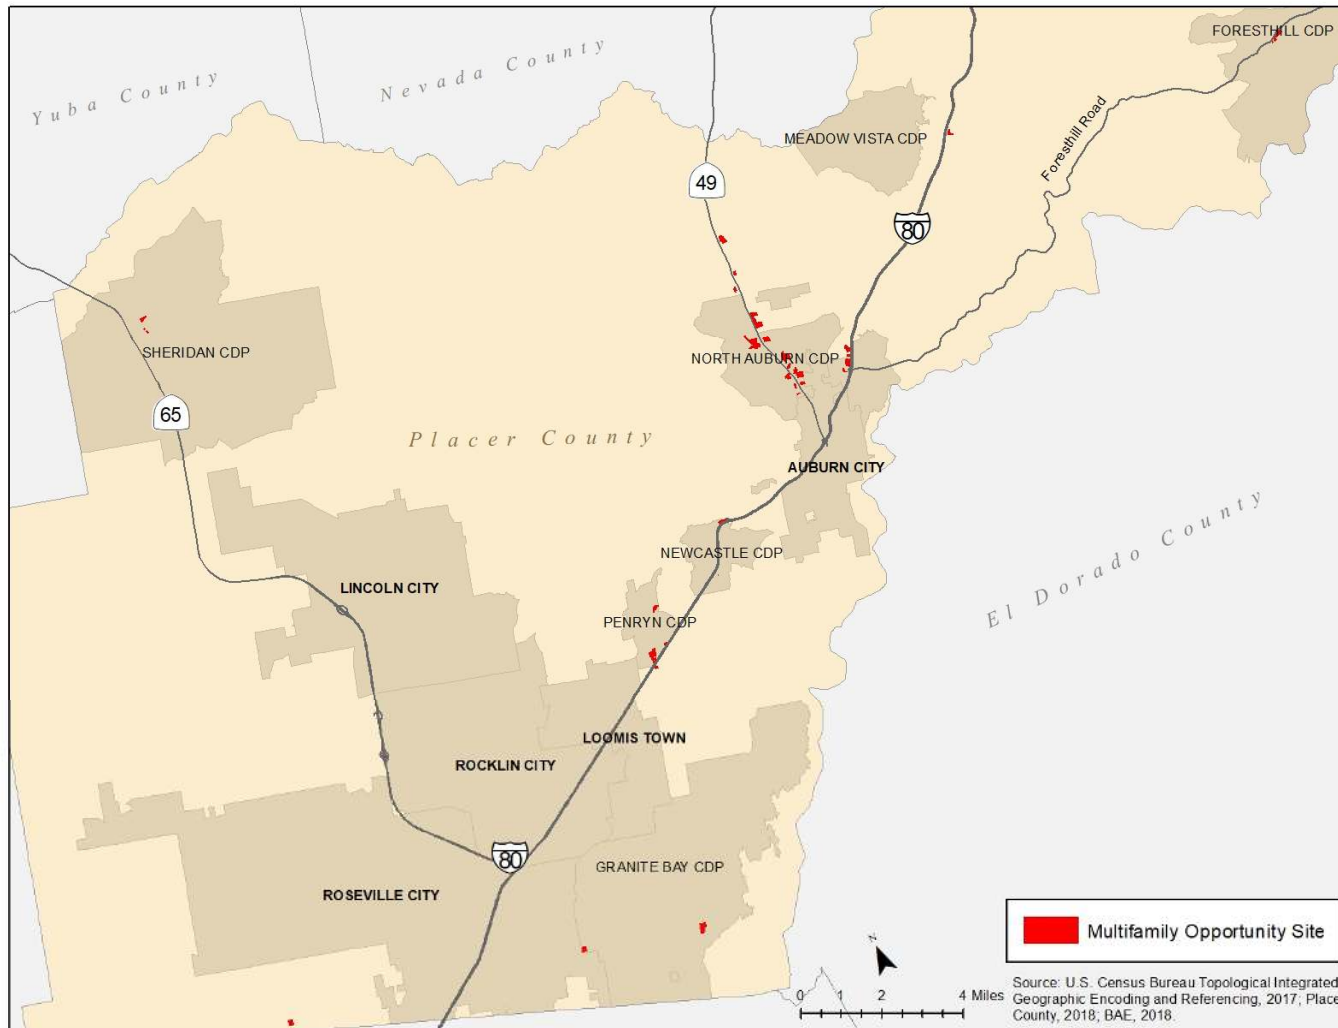 FORESTHILL CDP
Nevada County
Yuba County
MEADOW VISTA CDP
Foresthill Road
49
80
SHERIDAN CDP
NORTH AUBURN CDP
65
Placer County
AUBURN CITY
El Dorado County
NEWCASTLE CDP
LINCOLN CITY
PENRYN CDP
LOOMIS TOWN
ROCKLIN CITY
80
GRANITE BAY CDP
ROSEVILLE CITY
Multifamily Opportunity Site
N
0 1 2 4 Miles
Source: U.S. Census Bureau Topological Integrated
Geographic Encoding and Referencing, 2017; Place
County, 2018; BAE, 2018.